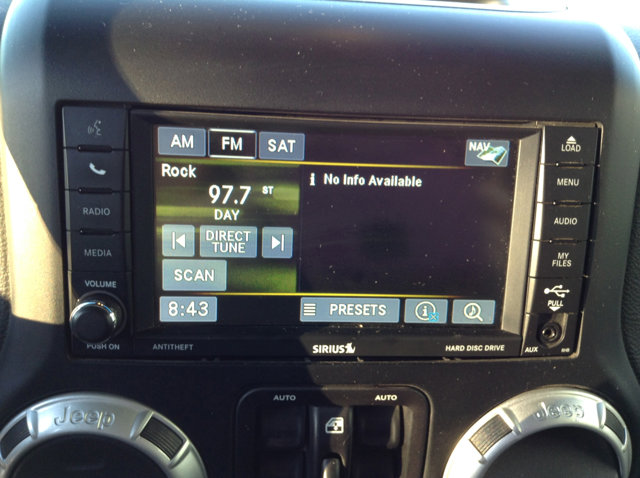 AM FM SAT NAV
LOAD
Rock
i No Info Available
97.7 ST
DAY
DIRECT
TUNE
SCAN
8:43
PRESETS
i
RADIO
MEDIA
VOLUME
PUSH ON
ANTITHEFT
SIRIUS
HARD DISC DRIVE
MENU
AUDIO
MY
FILES
PULL
AUX
AUTO AUTO
Jeep
Jeep